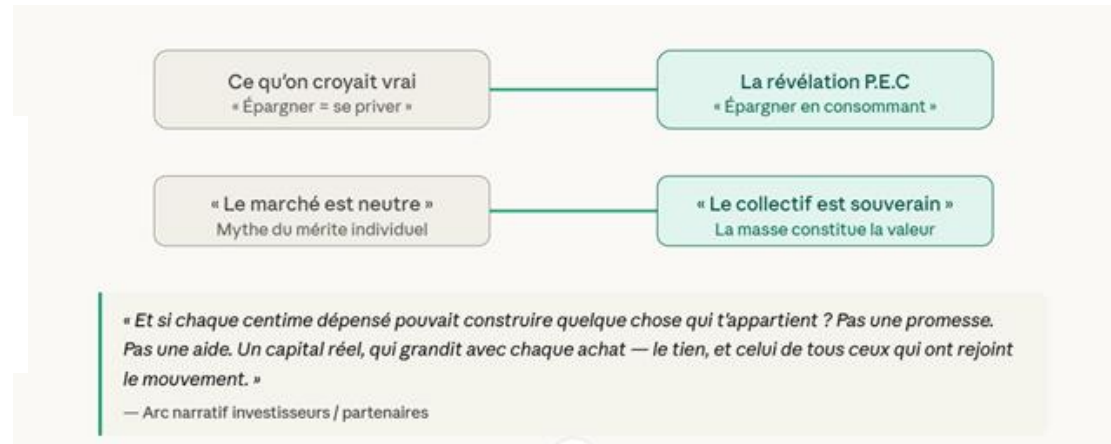 Ce qu'on croyait vrai
« Épargner = se priver »
La révélation P.E.C
« Épargner en consommant »
« Le marché est neutre »
Mythe du mérite individuel
« Le collectif est souverain »
La masse constitue la valeur
« Et si chaque centime dépensé pouvait construire quelque chose qui t'appartient ? Pas une promesse.
Pas une aide. Un capital réel, qui grandit avec chaque achat — le tien, et celui de tous ceux qui ont rejoint
le mouvement. »
— Arc narratif investisseurs / partenaires